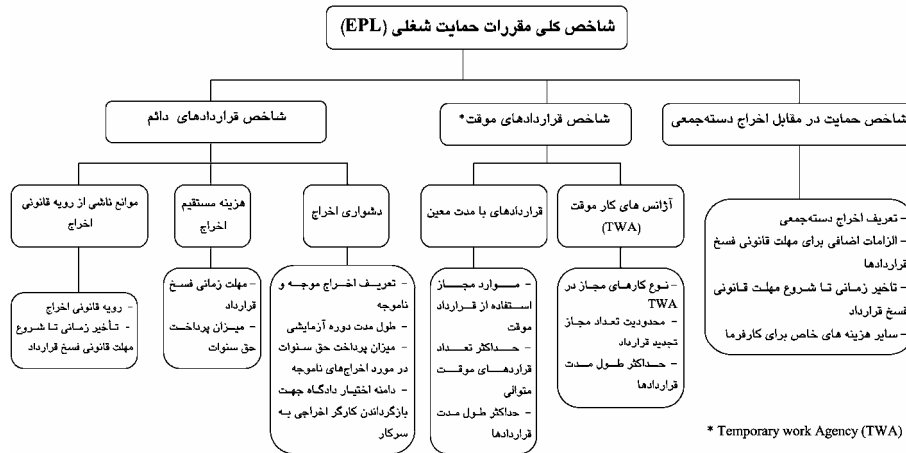 شاخص کلی مقررات حمایت شغلی (EPL)
شاخص حمایت در مقابل اخراج دسته‌جمعی
شاخص قراردادهای موقت*
شاخص قراردادهای دائم
- تعریف اخراج دسته‌جمعی
- الزامات اضافی برای مهلت قانونی فسخ
قراردادها
- تاخیر زمانی تا شروع مهلت قانونی
فسخ قرارداد
- سایر هزینه های خاص برای کارفرما
آژانس های کار موقت
(TWA)
قراردادهای با مدت معین
دشواری اخراج
هزینه مستقیم
اخراج
موانع ناشی از رویه قانونی
اخراج
- نوع کارهای مجاز در
TWA
- محدودیت تعداد مجاز
تجدید قرارداد
- حداکثر طول مدت
قراردادها
- موارد مجاز
استفاده از قرارداد
موقت
- حداکثر تعداد
قراردهای موقت
متوالی
- حداکثر طول مدت
قراردادها
- تعریف اخراج موجه و
ناموجه
- طول مدت دوره آزمایشی
- میزان پرداخت حق سنوات
در مورد اخراج‌های ناموجه
- دامنه اختیار دادگاه جهت
بازگرداندن کارگر اخراجی به
سرکار
- مهلت زمانی فسخ
قرارداد
- میزان پرداخت
حق سنوات
- رویه قانونی اخراج
- تأخیر زمانی تا شروع
مهلت قانونی فسخ قرارداد
* Temporary work Agency (TWA)